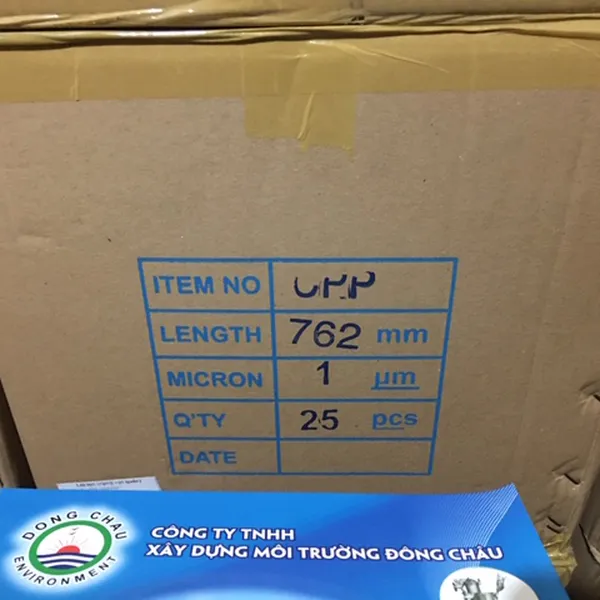 ITEM NO
LENGTH 762 mm
MICRON 1 µm
Q'TY 25 pcs
DATE
DONG CHAU
ENVIRONMENT
CÔNG TY TNHH
XÂY DỰNG MÔI TRƯỜNG ĐÔNG CHÂU